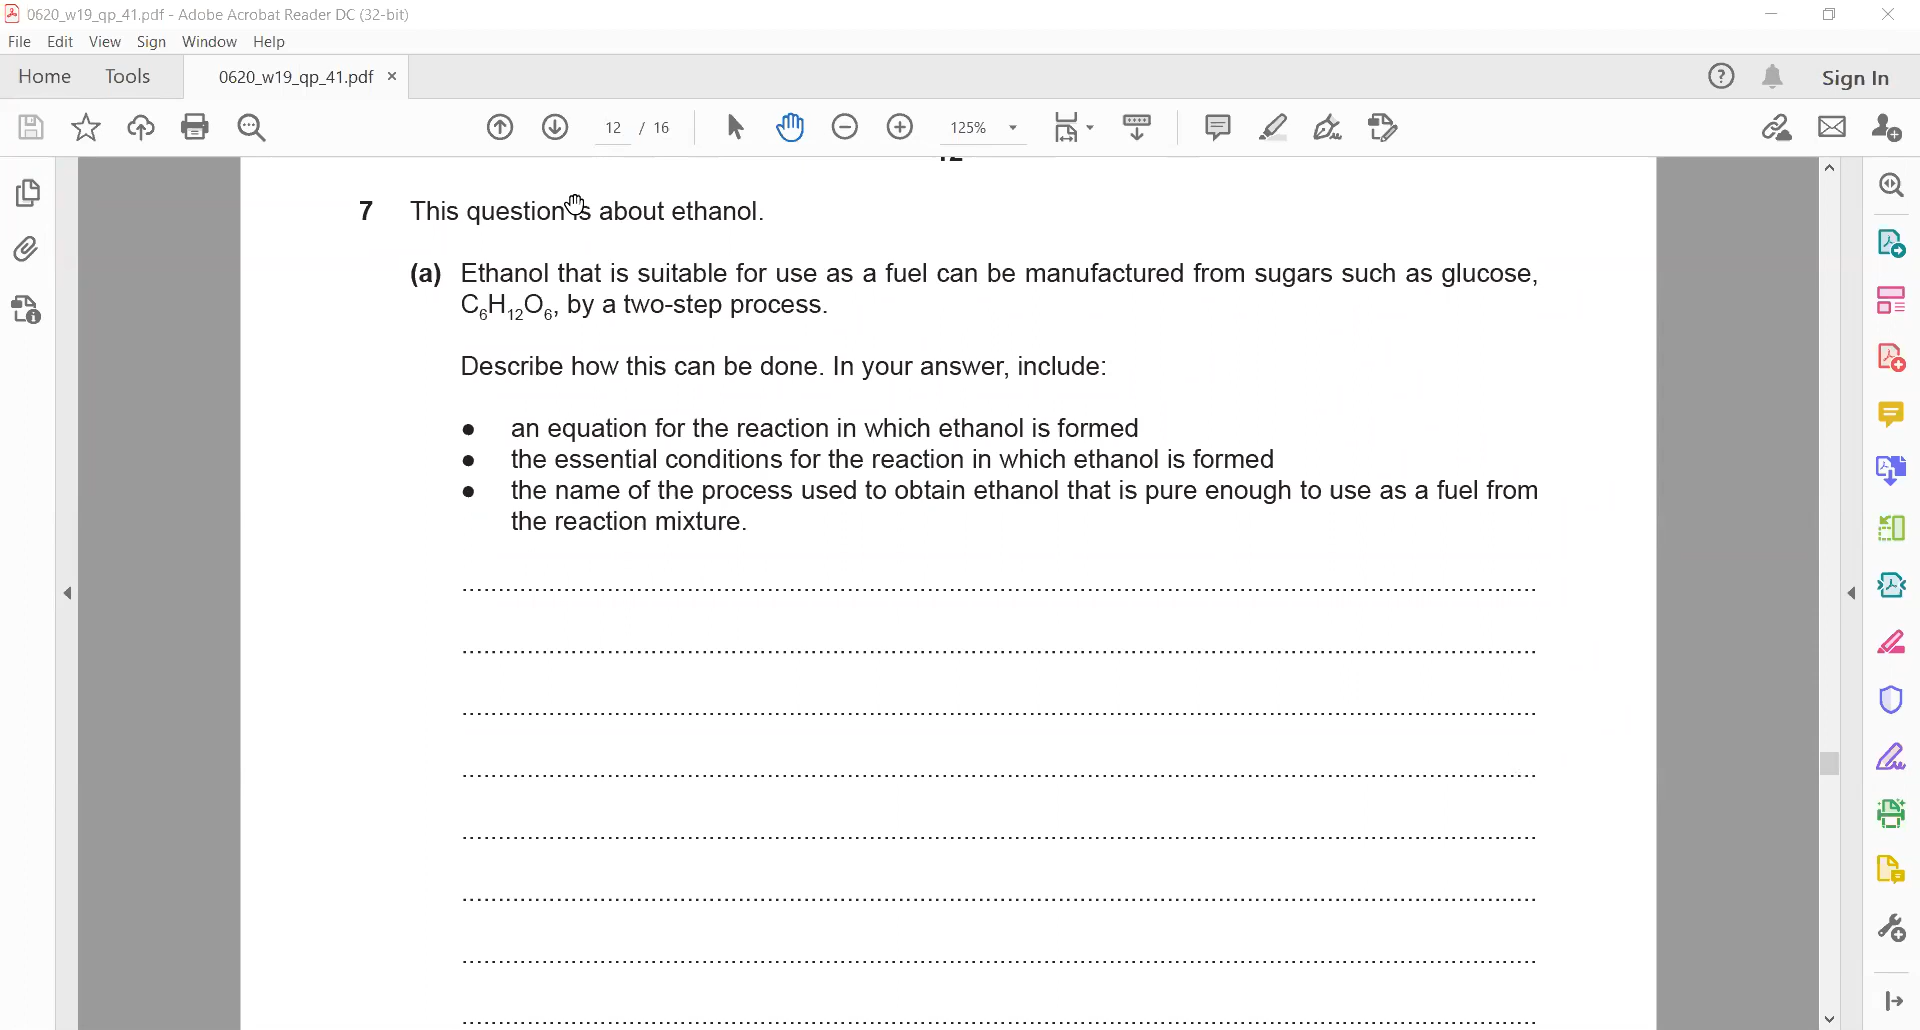 0620_w19_qp_41.pdf - Adobe Acrobat Reader DC (32-bit)
File Edit View Sign Window Help
Home Tools 0620_w19_qp_41.pdf × Sign In
12 / 16 125%
7 This question is about ethanol.
(a) Ethanol that is suitable for use as a fuel can be manufactured from sugars such as glucose,
C₆H₁₂O₆, by a two-step process.
Describe how this can be done. In your answer, include:
● an equation for the reaction in which ethanol is formed
● the essential conditions for the reaction in which ethanol is formed
● the name of the process used to obtain ethanol that is pure enough to use as a fuel from
the reaction mixture.